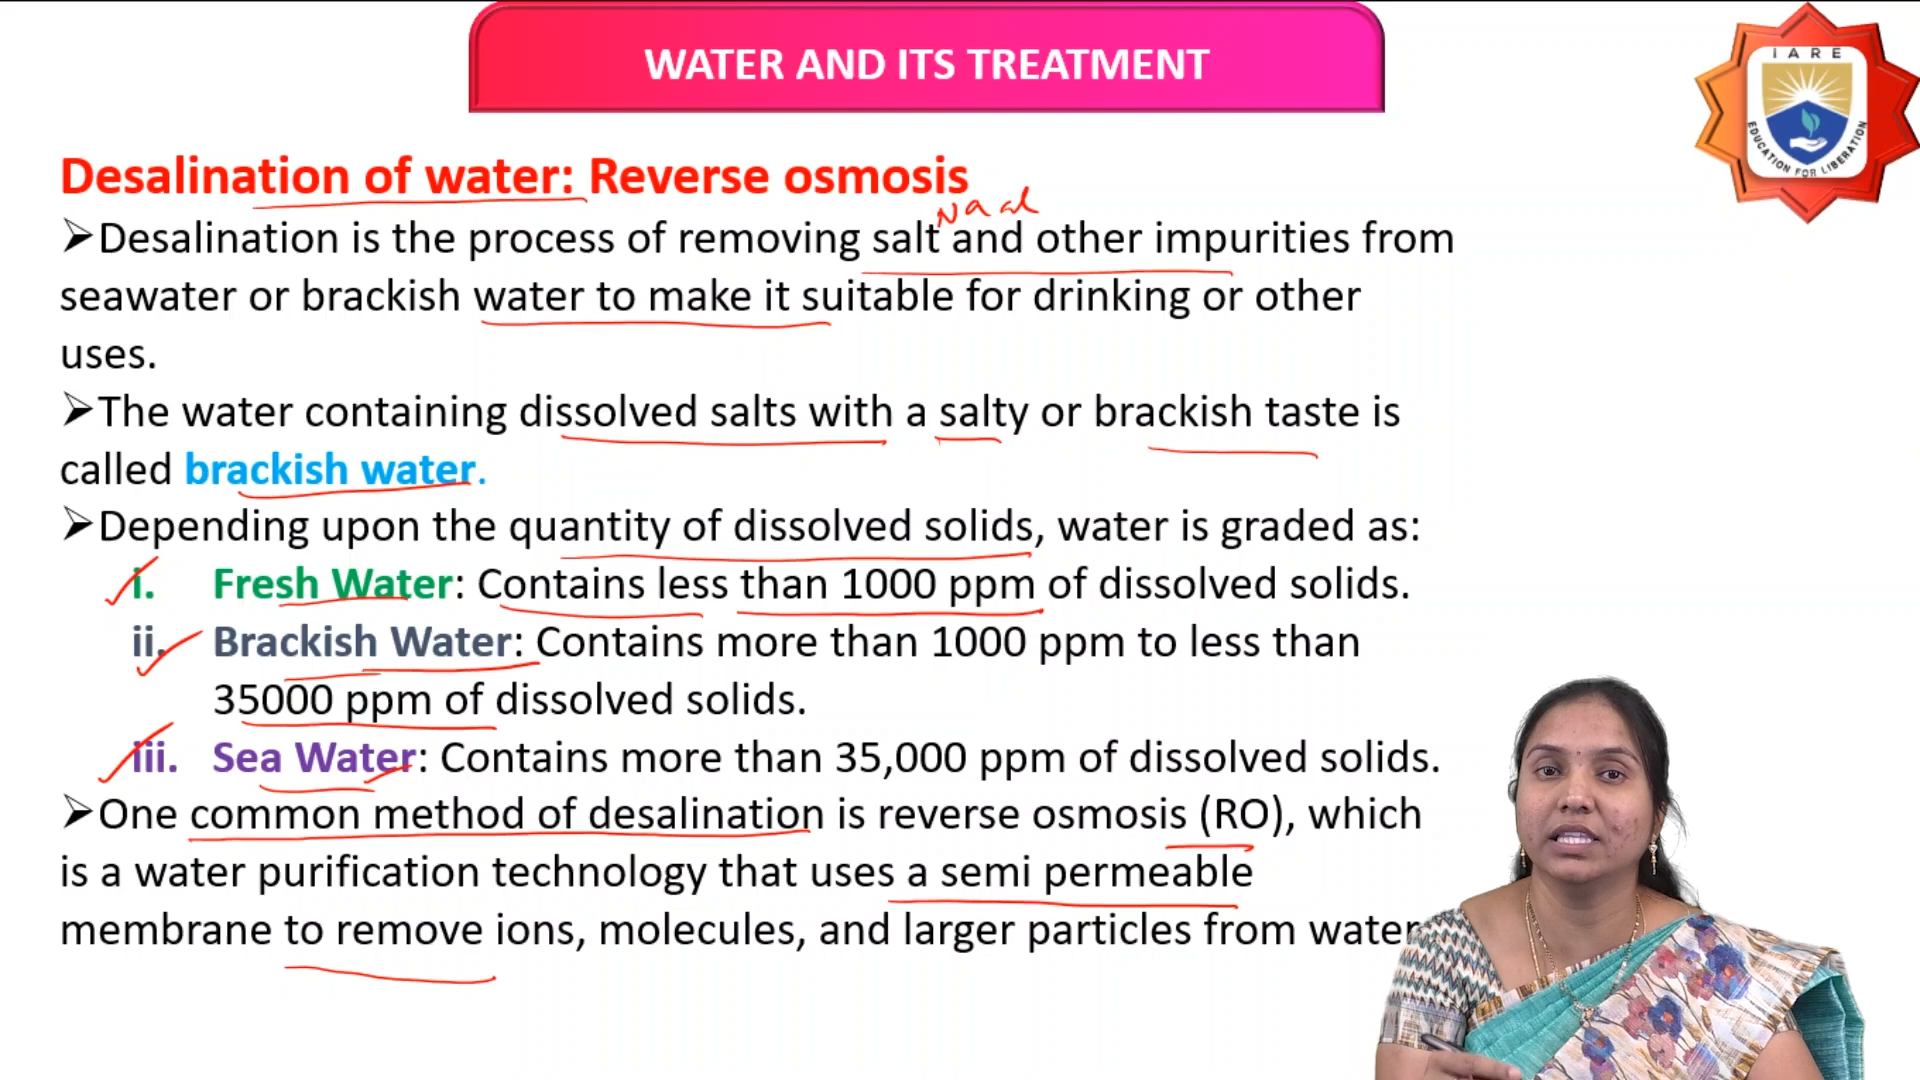 WATER AND ITS TREATMENT
IARE
EDUCATION FOR LIBERATION
Desalination of water: Reverse osmosis
NaCl
➢Desalination is the process of removing salt and other impurities from
seawater or brackish water to make it suitable for drinking or other
uses.
➢The water containing dissolved salts with a salty or brackish taste is
called brackish water.
➢Depending upon the quantity of dissolved solids, water is graded as:
i. Fresh Water: Contains less than 1000 ppm of dissolved solids.
ii. Brackish Water: Contains more than 1000 ppm to less than
35000 ppm of dissolved solids.
iii. Sea Water: Contains more than 35,000 ppm of dissolved solids.
➢One common method of desalination is reverse osmosis (RO), which
is a water purification technology that uses a semi permeable
membrane to remove ions, molecules, and larger particles from water